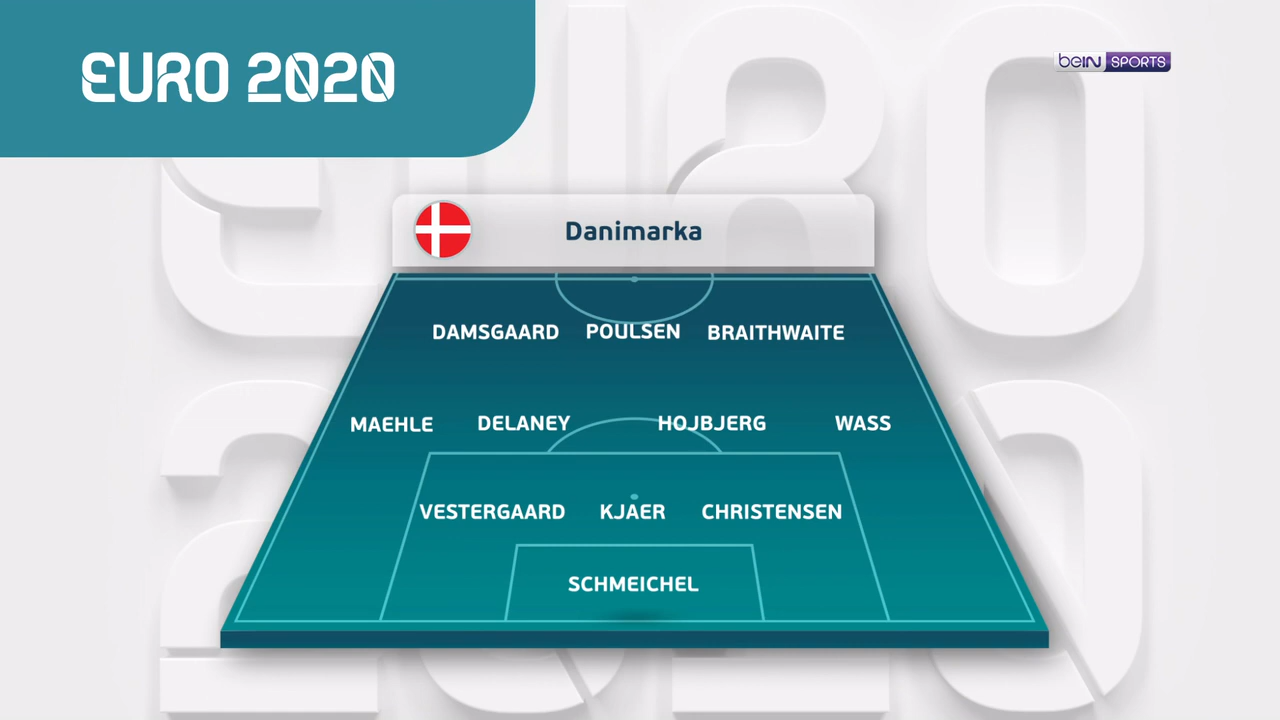 EURO 2020
beIN SPORTS
Danimarka
DAMSGAARD POULSEN BRAITHWAITE
MAEHLE DELANEY HOJBJERG WASS
VESTERGAARD KJAER CHRISTENSEN
SCHMEICHEL